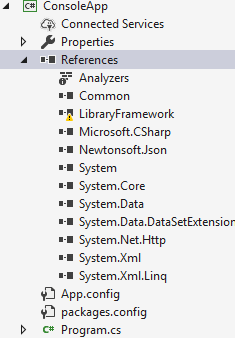 ConsoleApp
Connected Services
Properties
References
Analyzers
Common
LibraryFramework
Microsoft.CSharp
Newtonsoft.Json
System
System.Core
System.Data
System.Data.DataSetExtension
System.Net.Http
System.Xml
System.Xml.Linq
App.config
packages.config
C# Program.cs